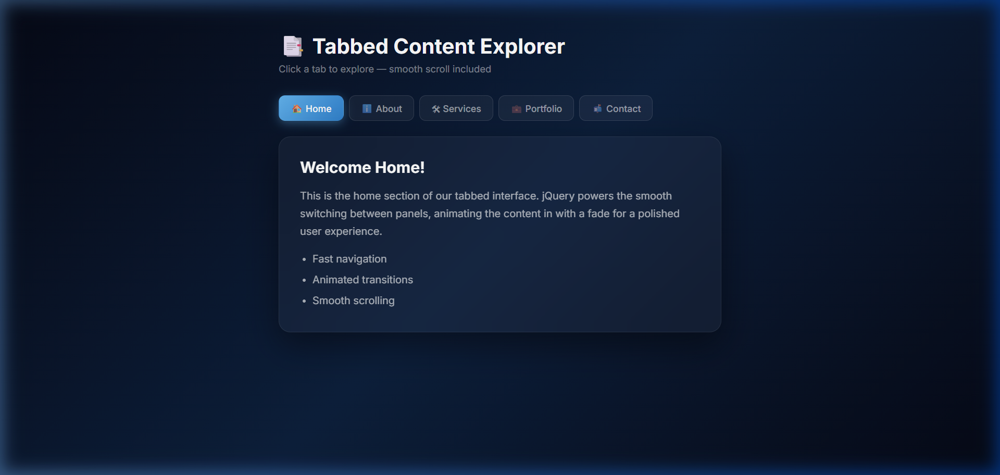 Tabbed Content Explorer
Click a tab to explore — smooth scroll included
Home
About
Services
Portfolio
Contact
Welcome Home!
This is the home section of our tabbed interface. jQuery powers the smooth
switching between panels, animating the content in with a fade for a polished
user experience.
• Fast navigation
• Animated transitions
• Smooth scrolling